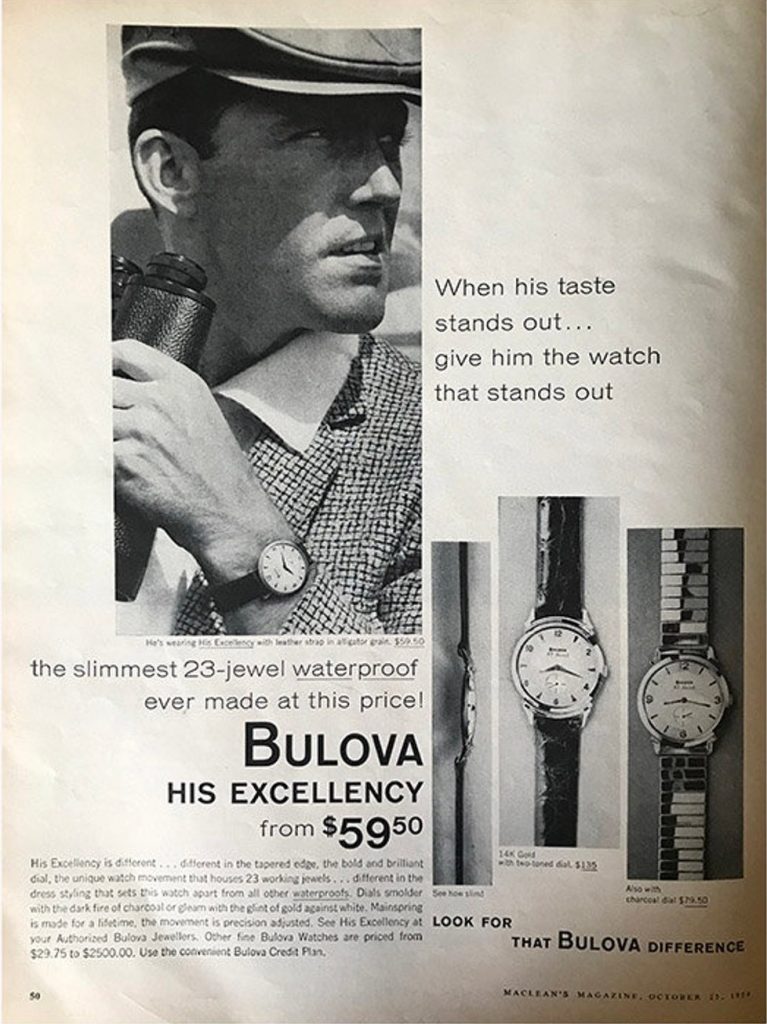 When his taste
stands out...
give him the watch
that stands out
He's wearing His Excellency with leather strap in alligator grain. $59.50
the slimmest 23-jewel waterproof
ever made at this price!
BULOVA
HIS EXCELLENCY
from $59 50
His Excellency is different . . . different in the tapered edge, the bold and brilliant
dial, the unique watch movement that houses 23 working jewels . . . different in the
dress styling that sets this watch apart from all other waterproofs. Dials smolder
with the dark fire of charcoal or gleam with the glint of gold against white. Mainspring
is made for a lifetime, the movement is precision adjusted. See His Excellency at
your Authorized Bulova Jewellers. Other fine Bulova Watches are priced from
$29.75 to $2500.00. Use the convenient Bulova Credit Plan.
See how slim!
14K Gold
with two-toned dial. $135
Also with
charcoal dial $79.50
LOOK FOR
THAT BULOVA DIFFERENCE
50
MACLEAN'S MAGAZINE, OCTOBER